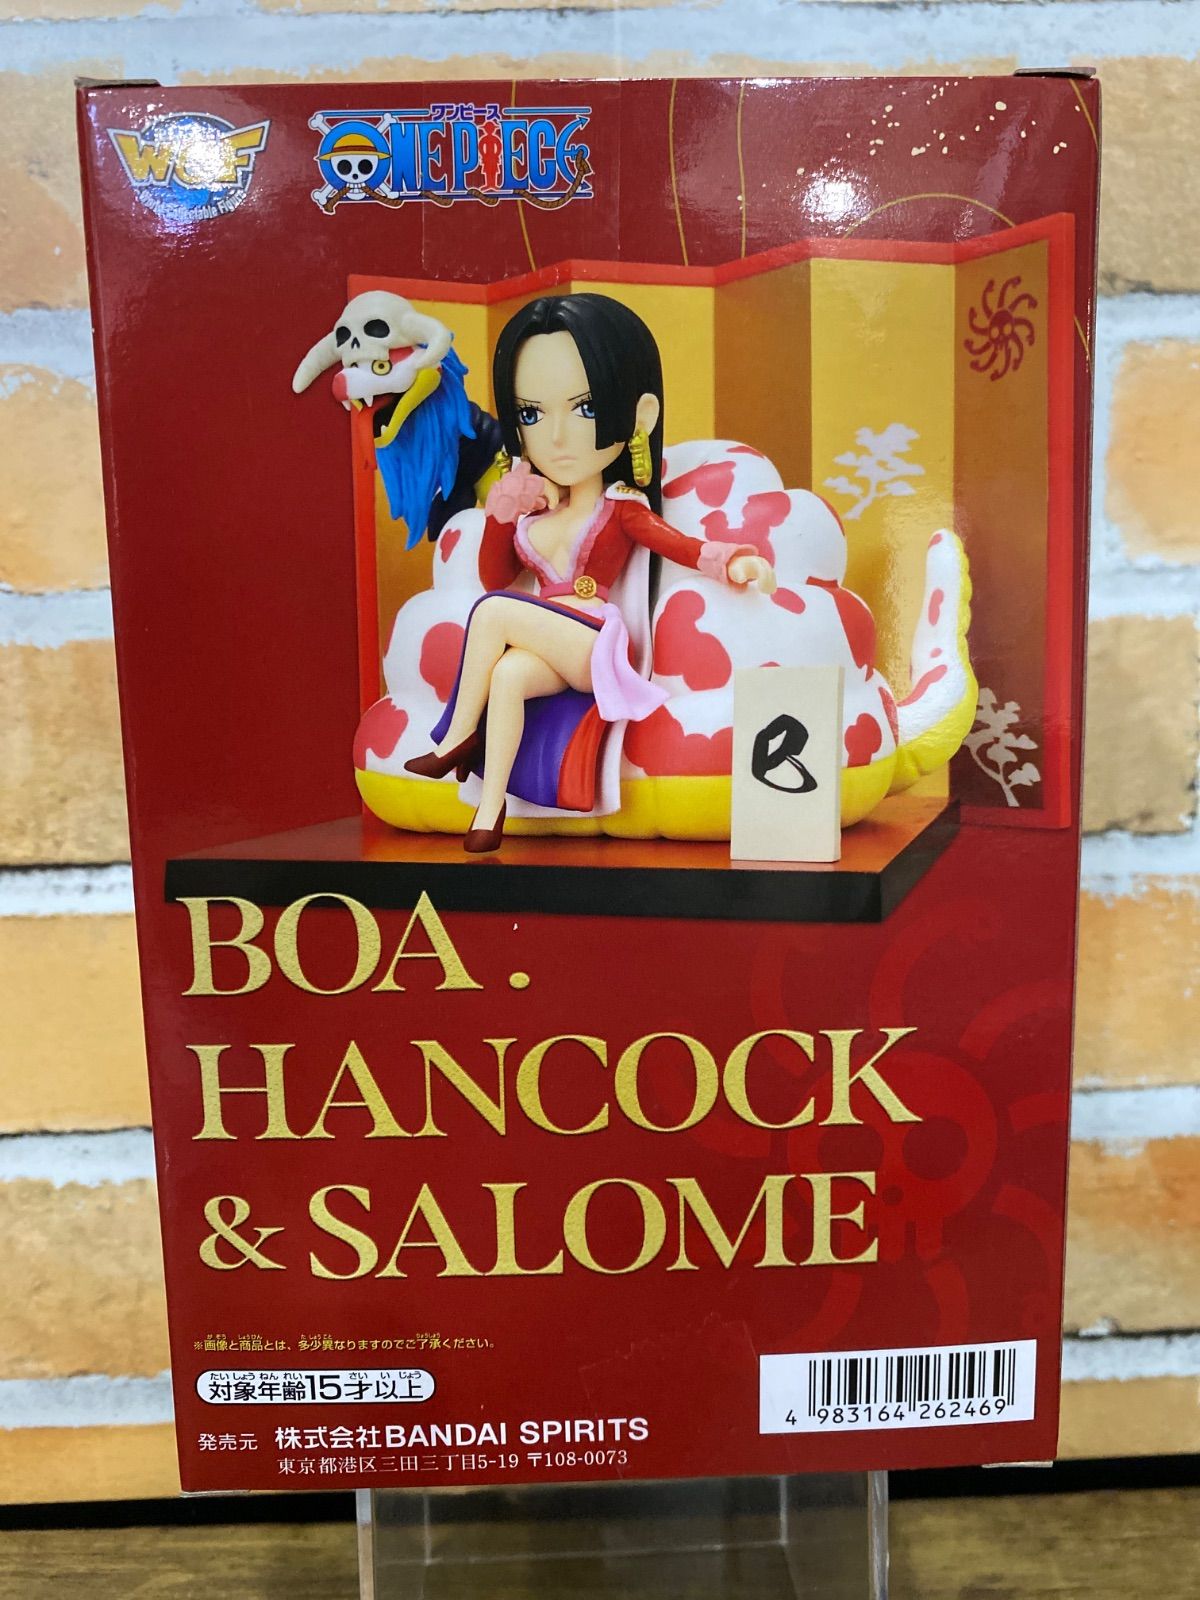 WCF
World Collectable Figure
ワンピース
ONE PIECE
B
BOA.
HANCOCK
& SALOME
※画像と商品とは、多少異なりますのでご了承ください。
対象年齢15才以上
発売元 株式会社BANDAI SPIRITS
東京都港区三田三丁目5-19 〒108-0073
4 983164 262469